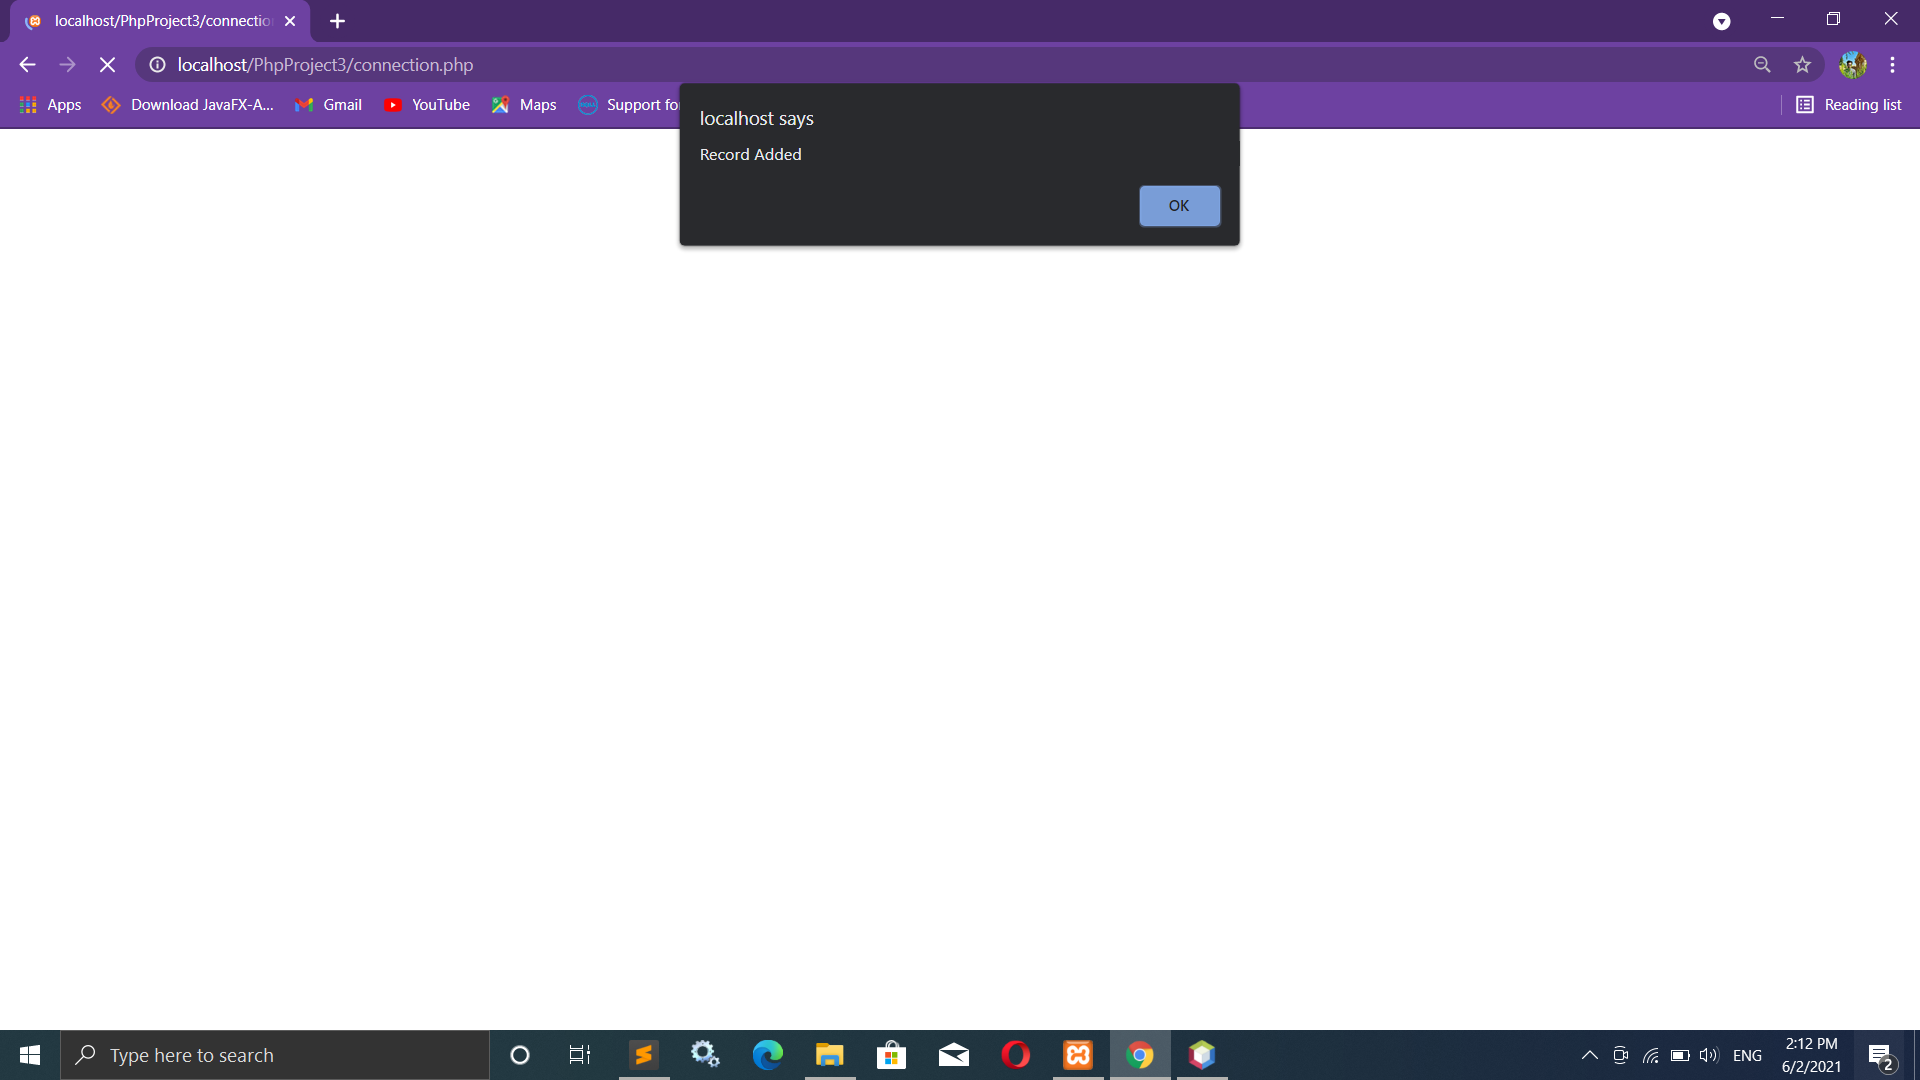 localhost/PhpProject3/connectio
localhost/PhpProject3/connection.php
Apps
Download JavaFX-A...
Gmail
YouTube
Maps
Support fo
Reading list
localhost says
Record Added
OK
Type here to search
ENG
2:12 PM
6/2/2021
2